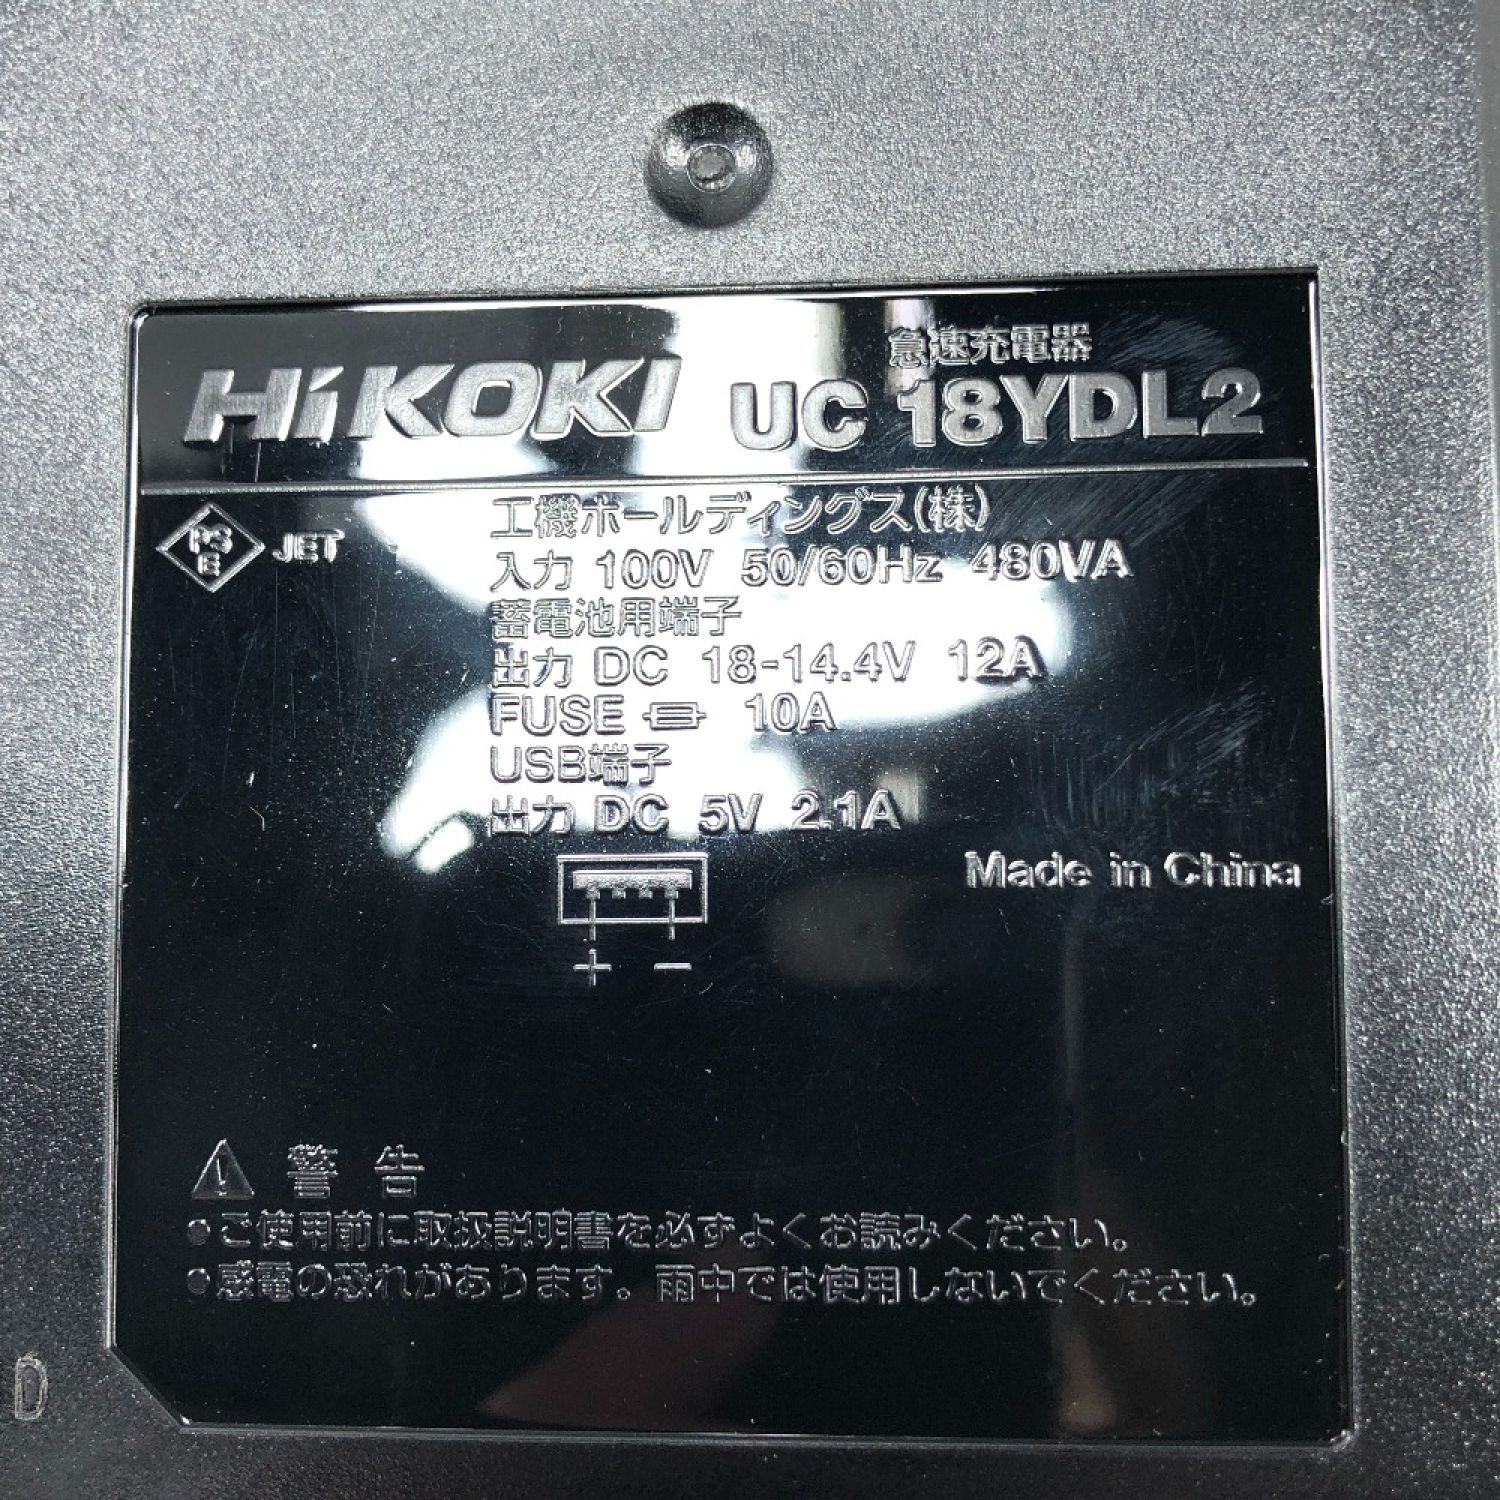 HiKOKI 急速充電器
UC 18YDL2
PS E JET
工機ホールディングス(株)
入力 100V 50/60Hz 480VA
蓄電池用端子
出力 DC 18-14.4V 12A
FUSE 10A
USB端子
出力 DC 5V 2.1A
Made in China
+ −
警告
●ご使用前に取扱説明書を必ずよくお読みください。
●感電の恐れがあります。雨中では使用しないでください。
D